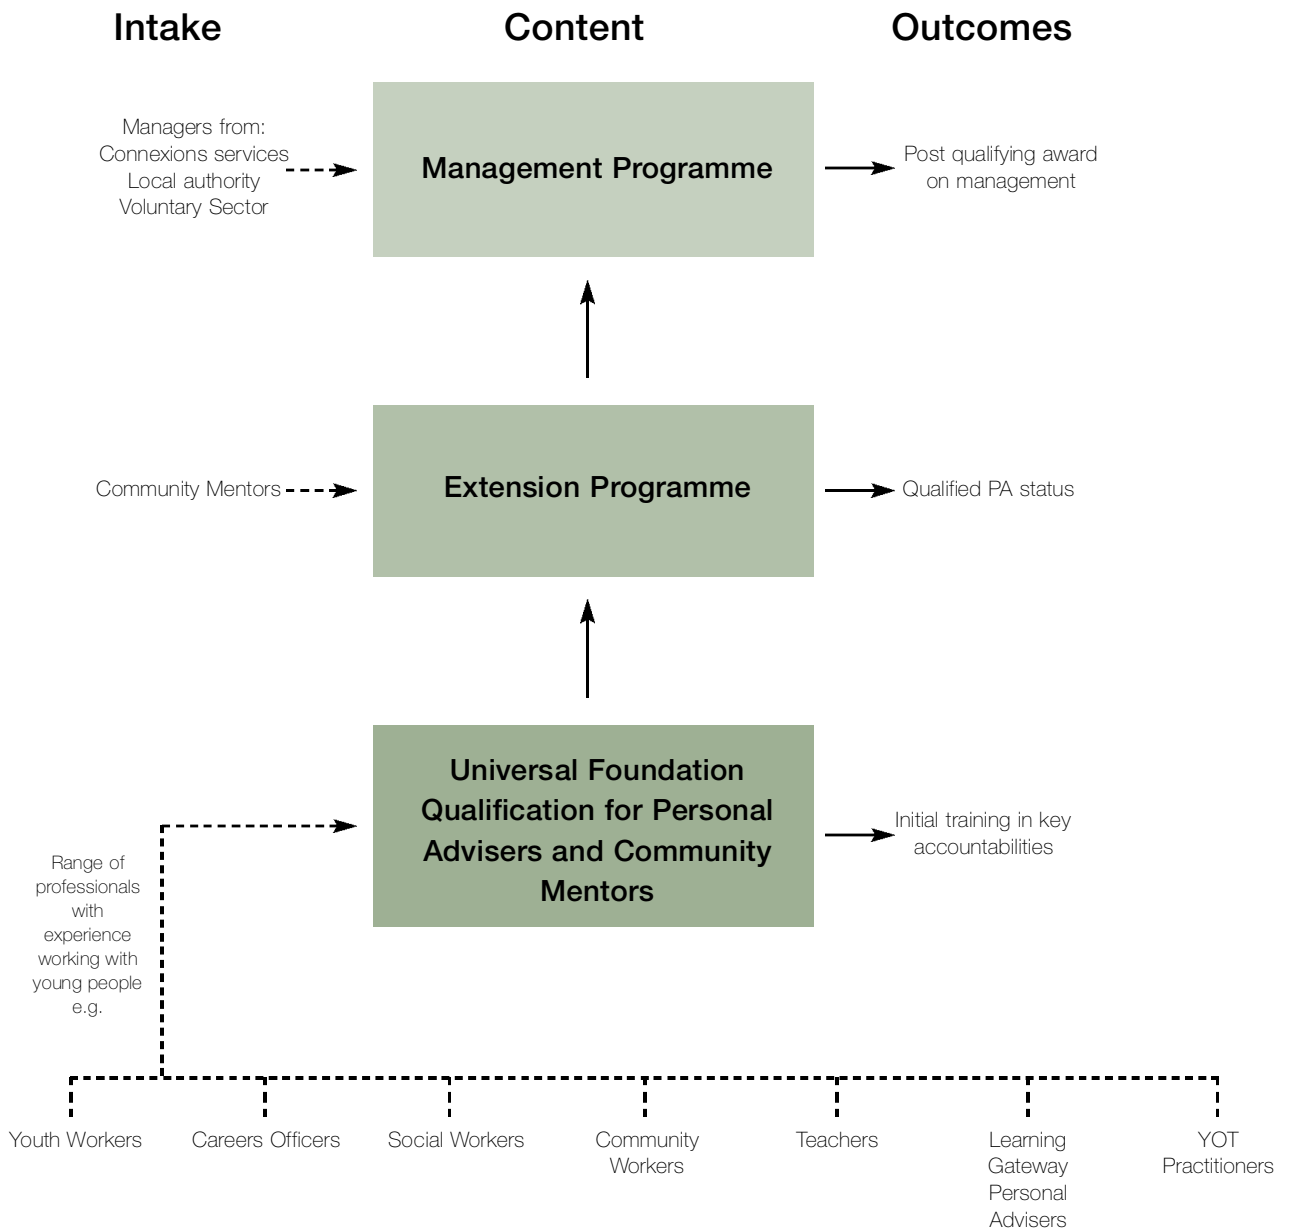 Intake
Content
Outcomes
Managers from:
Connexions services
Local authority
Voluntary Sector
Management Programme
Post qualifying award
on management
Community Mentors
Extension Programme
Qualified PA status
Universal Foundation
Qualification for Personal
Advisers and Community
Mentors
Initial training in key
accountabilities
Range of
professionals
with
experience
working with
young people
e.g.
Youth Workers
Careers Officers
Social Workers
Community
Workers
Teachers
Learning
Gateway
Personal
Advisers
YOT
Practitioners